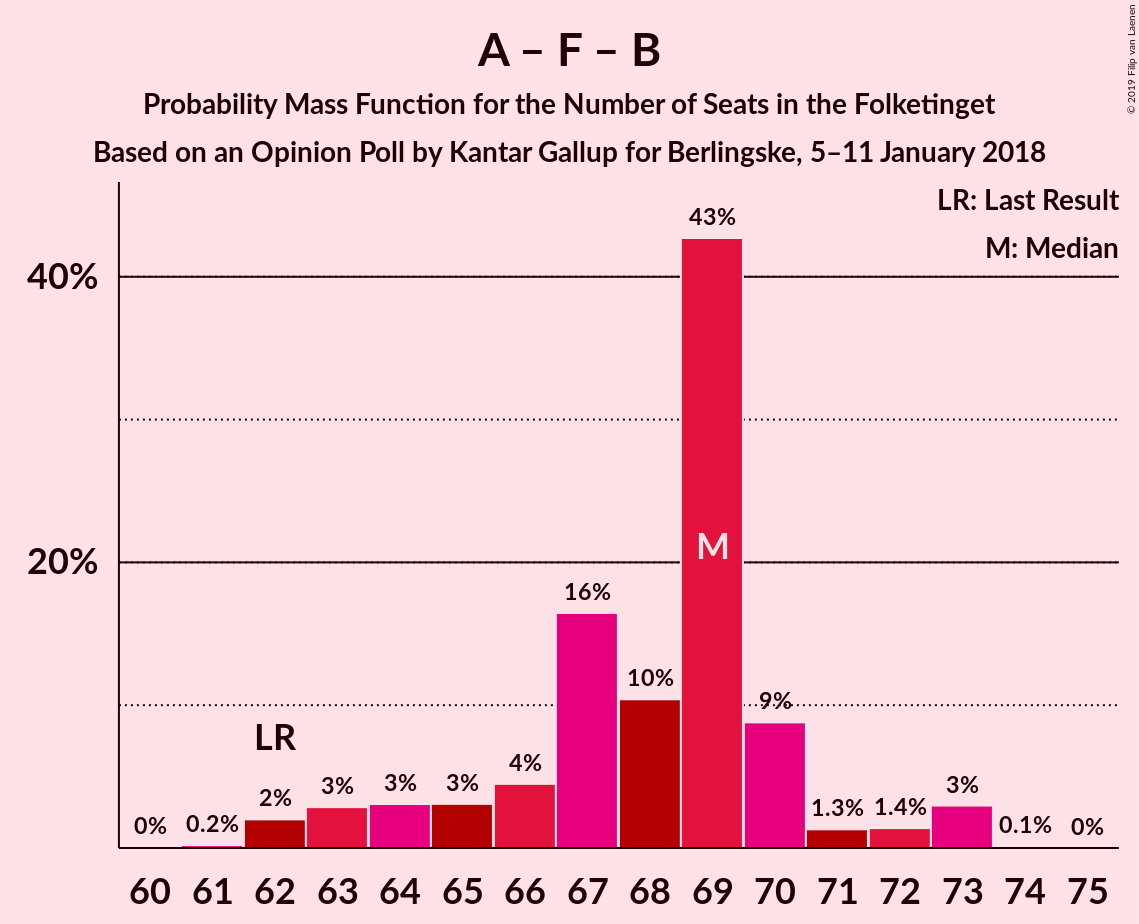 A – F – B
Probability Mass Function for the Number of Seats in the Folketinget
Based on an Opinion Poll by Kantar Gallup for Berlingske, 5–11 January 2018
© 2019 Filip van Laenen
LR: Last Result
M: Median
40%
20%
43%
M
16%
10%
9%
LR
0%
0.2%
2%
3%
3%
3%
4%
1.3%
1.4%
3%
0.1%
0%
60 61 62 63 64 65 66 67 68 69 70 71 72 73 74 75